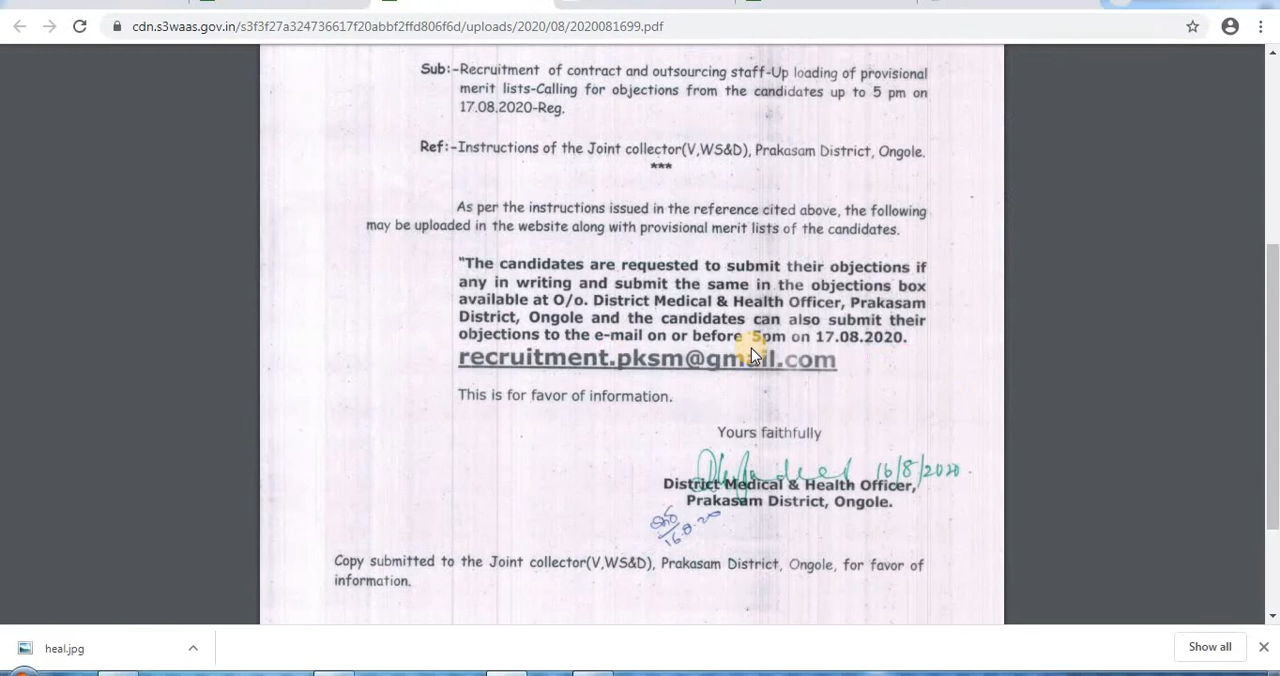 cdn.s3waas.gov.in/s3f3f27a324736617f20abbf2ffd806f6d/uploads/2020/08/2020081699.pdf
Sub:-Recruitment of contract and outsourcing staff-Up loading of provisional
merit lists-Calling for objections from the candidates up to 5 pm on
17.08.2020-Reg.
Ref:-Instructions of the Joint collector(V,WS&D), Prakasam District, Ongole.
***
As per the instructions issued in the reference cited above, the following
may be uploaded in the website along with provisional merit lists of the candidates.
"The candidates are requested to submit their objections if
any in writing and submit the same in the objections box
available at O/o. District Medical & Health Officer, Prakasam
District, Ongole and the candidates can also submit their
objections to the e-mail on or before 5pm on 17.08.2020.
recruitment.pksm@gmail.com
This is for favor of information.
Yours faithfully
16/8/2020.
District Medical & Health Officer,
Prakasam District, Ongole.
16.8.20
Copy submitted to the Joint collector(V,WS&D), Prakasam District, Ongole, for favor of
information.
heal.jpg
Show all